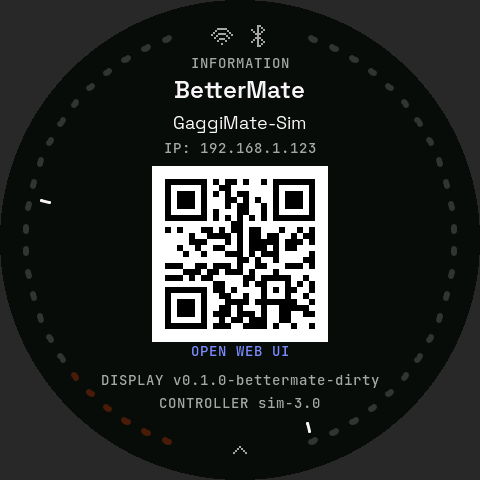 INFORMATION
BetterMate
GaggiMate-Sim
IP: 192.168.1.123
OPEN WEB UI
DISPLAY v0.1.0-bettermate-dirty
CONTROLLER sim-3.0